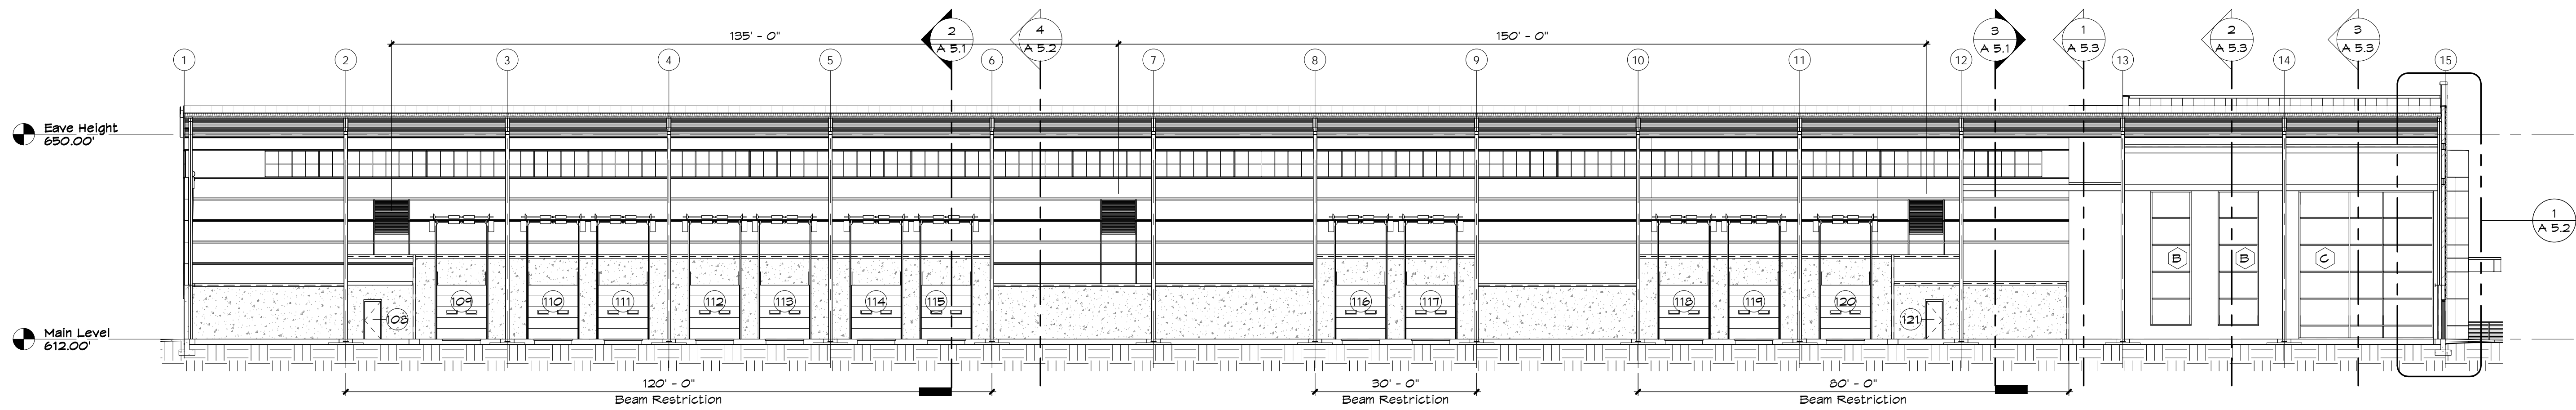 135' - 0"
2
A 5.1
4
A 5.2
150' - 0"
3
A 5.1
1
A 5.3
2
A 5.3
3
A 5.3
1
2
3
4
5
6
7
8
9
10
11
12
13
14
15
Eave Height
650.00'
1
A 5.2
B
B
C
108
109
110
111
112
113
114
115
116
117
118
119
120
121
Main Level
612.00'
120' - 0"
Beam Restriction
30' - 0"
Beam Restriction
80' - 0"
Beam Restriction